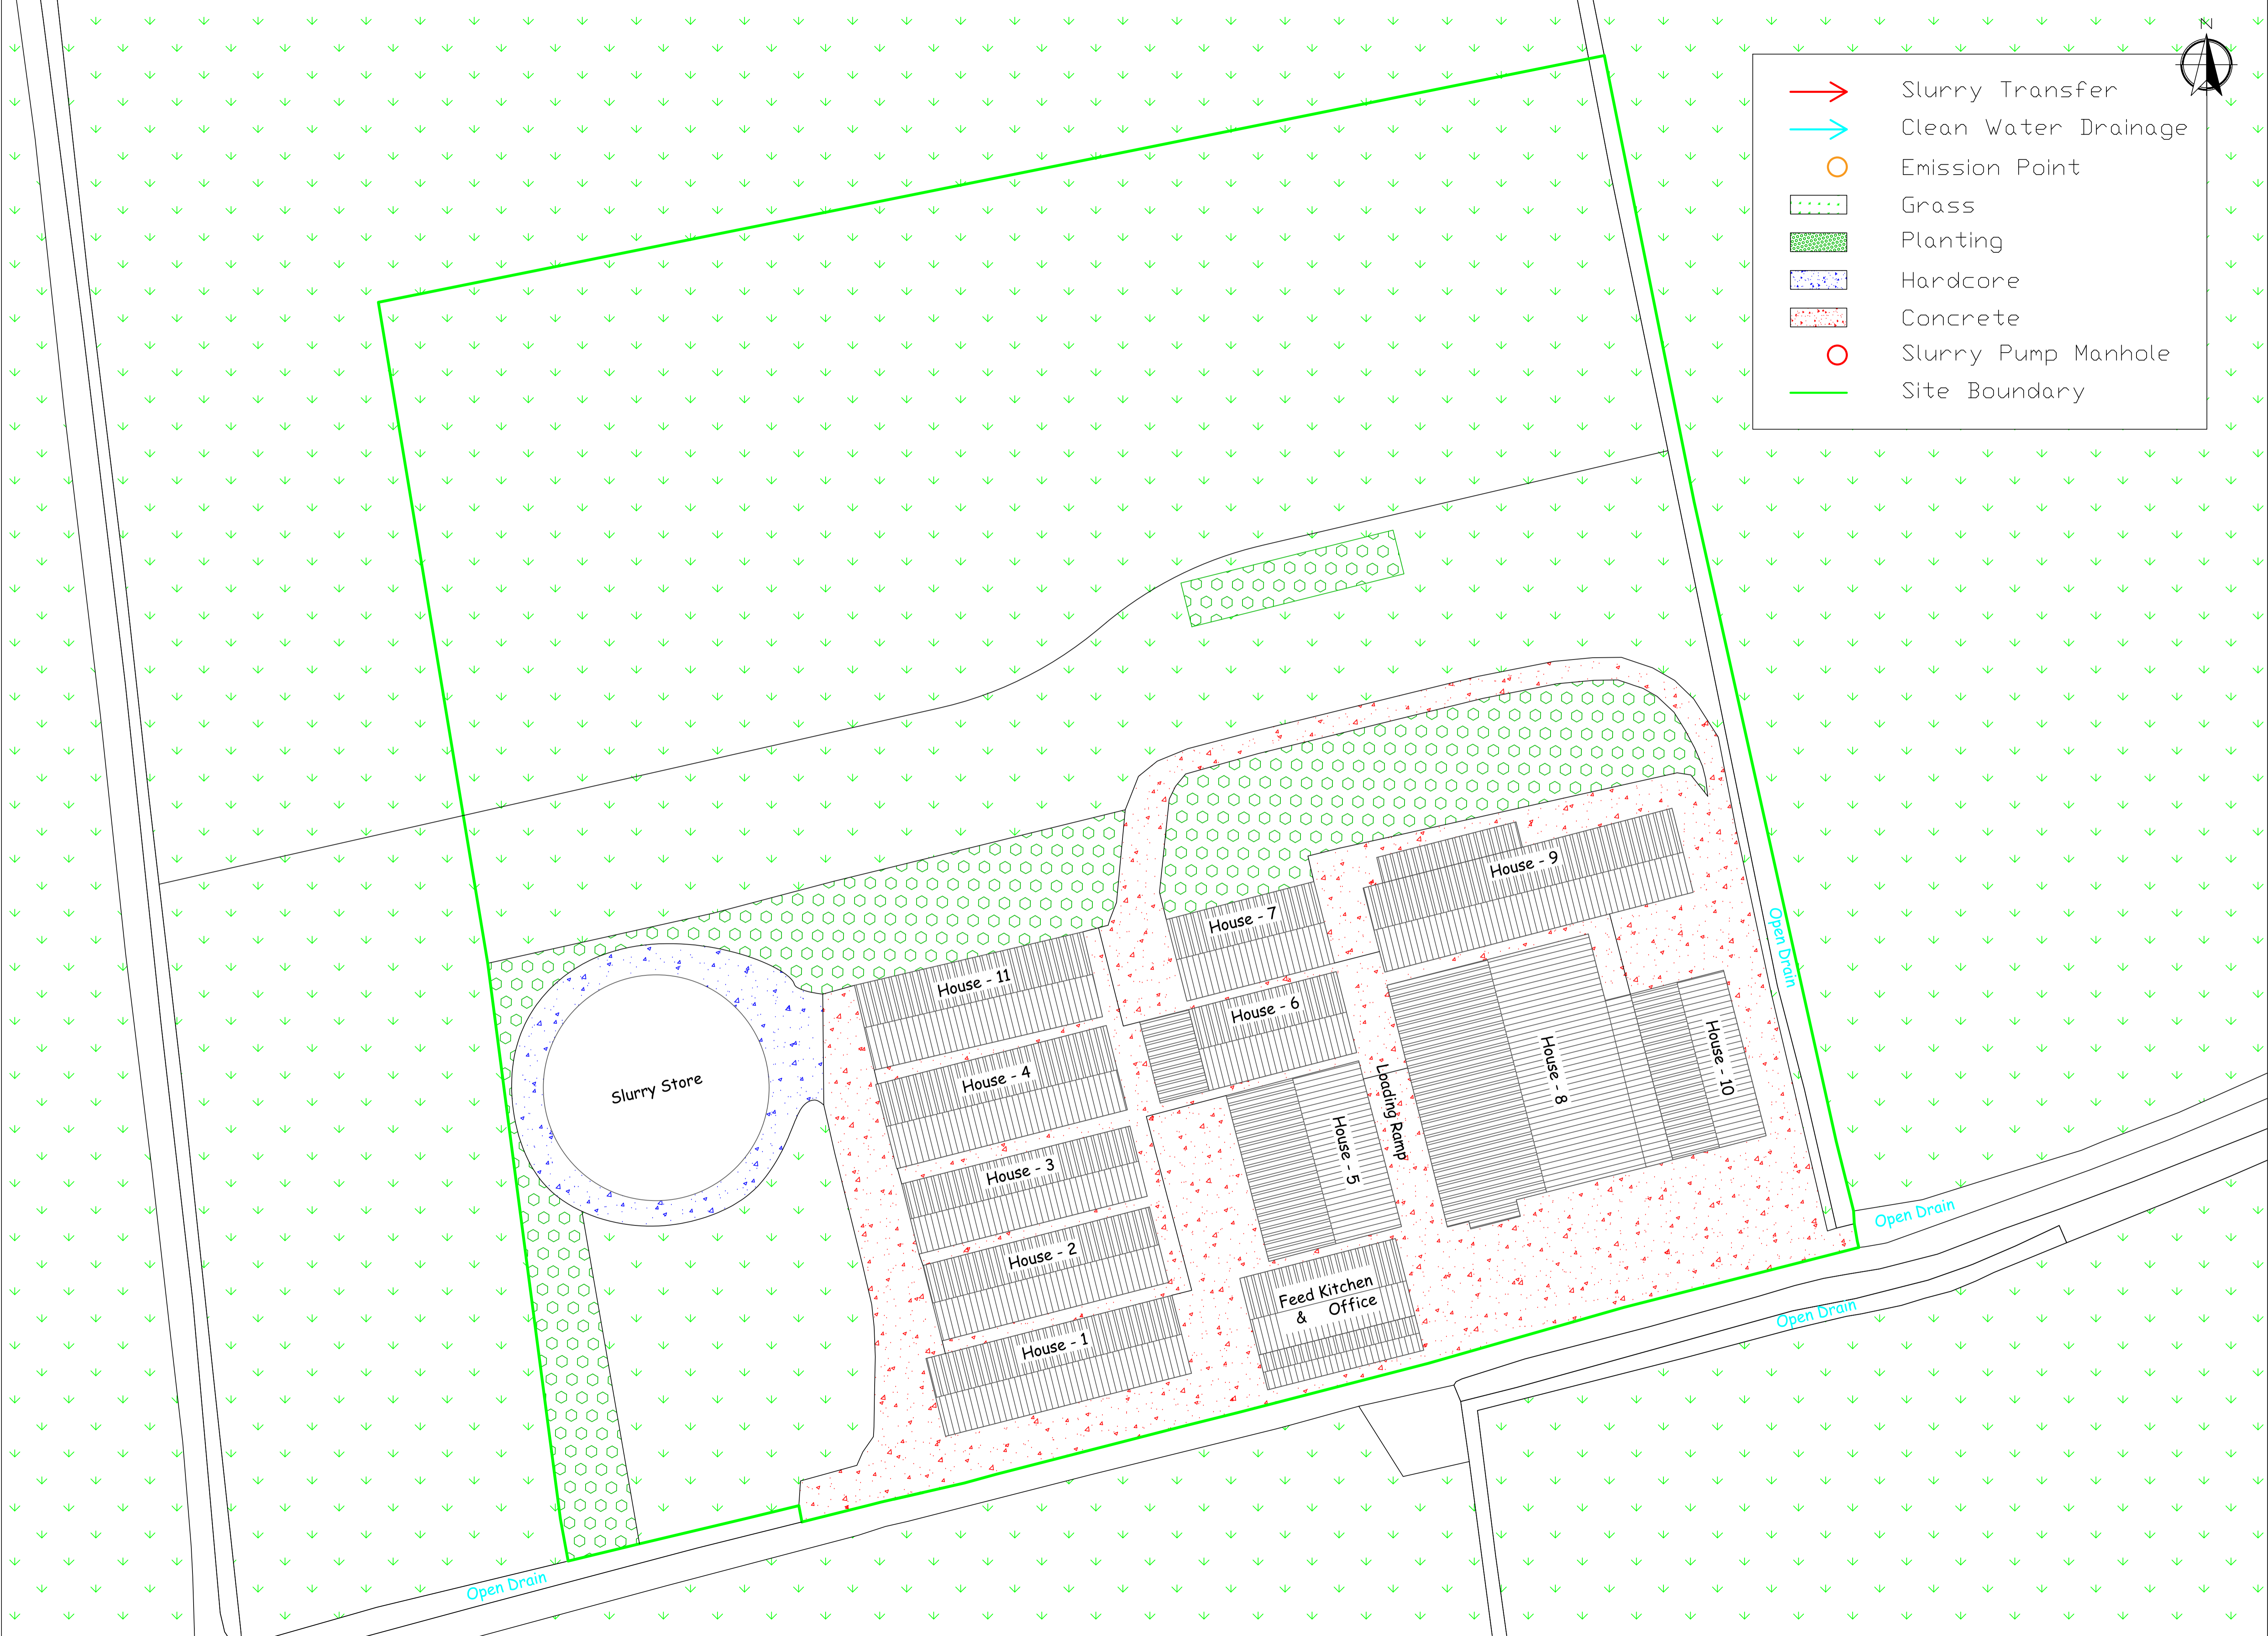 N
Slurry Transfer
Clean Water Drainage
Emission Point
Grass
Planting
Hardcore
Concrete
Slurry Pump Manhole
Site Boundary
House - 9
House - 7
Open Drain
House - 11
House - 6
House - 4
House - 8
House - 10
Slurry Store
Loading Ramp
House - 5
House - 3
House - 2
Open Drain
Feed Kitchen
& Office
Open Drain
House - 1
Open Drain